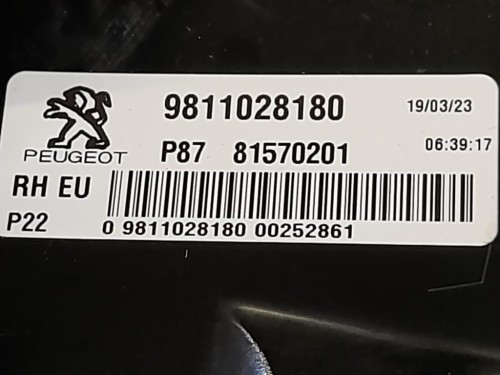 9811028180 19/03/23
PEUGEOT P87 81570201 06:39:17
RH EU
P22 0 9811028180 00252861